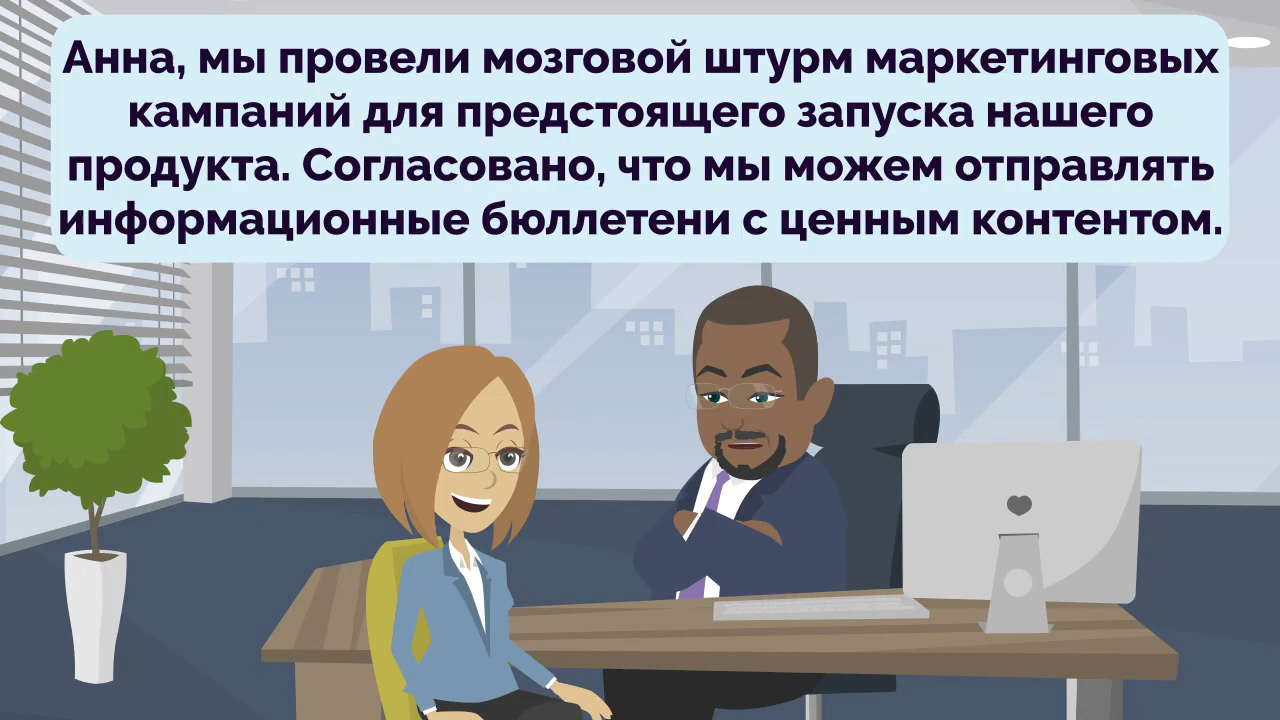 Анна, мы провели мозговой штурм маркетинговых
кампаний для предстоящего запуска нашего
продукта. Согласовано, что мы можем отправлять
информационные бюллетени с ценным контентом.